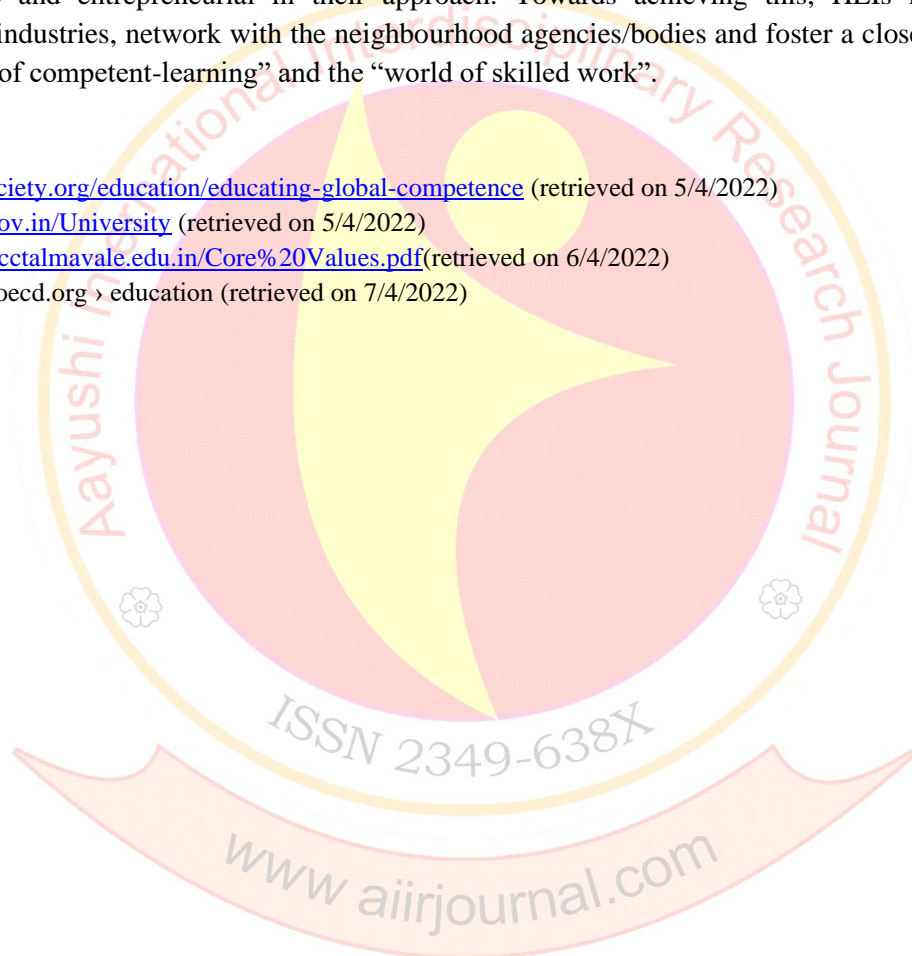 and entrepreneurial in their approach. Towards achieving this, HEIs
industries, network with the neighbourhood agencies/bodies and foster a close
of competent-learning” and the “world of skilled work”.
ciety.org/education/educating-global-competence (retrieved on 5/4/2022)
ov.in/University (retrieved on 5/4/2022)
cctalmavale.edu.in/Core%20Values.pdf(retrieved on 6/4/2022)
oecd.org › education (retrieved on 7/4/2022)
Aayushi International Interdisciplinary Research Journal
ISSN 2349-638X
www aiirjournal.com